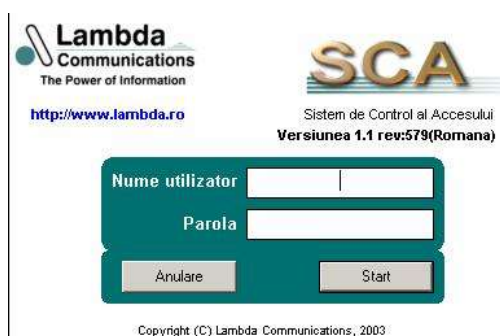 Lambda
Communications
The Power of Information
http://www.lambda.ro
SCA
Sistem de Control al Accesului
Versiunea 1.1 rev:579(Romana)
Nume utilizator
Parola
Anulare
Start
Copyright (C) Lambda Communications, 2003